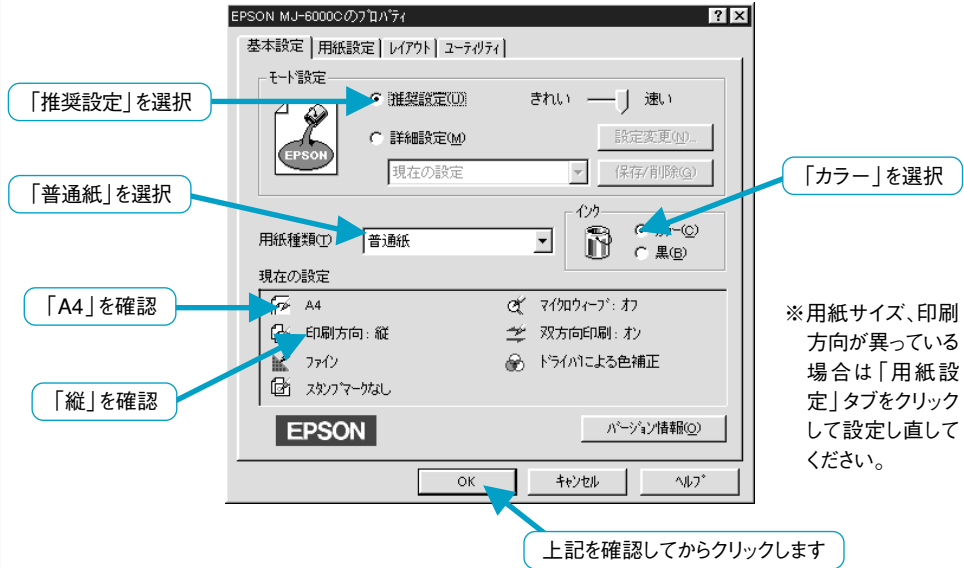 EPSON MJ-6000Cのﾌﾟﾛﾊﾟﾃｨ
基本設定 用紙設定 ﾚｲｱｳﾄ ﾕｰﾃｨﾘﾃｨ
ﾓｰﾄﾞ設定
「推奨設定」を選択
推奨設定(U)
きれい 速い
EPSON
詳細設定(M)
設定変更(N)...
現在の設定
保存/削除(G)
「カラー」を選択
「普通紙」を選択
用紙種類(T) 普通紙
ｲﾝｸ
ｶﾗｰ(C)
黒(B)
現在の設定
「A4」を確認
A4
ﾏｲｸﾛｳｨｰﾌﾞ: ｵﾌ
印刷方向: 縦
双方向印刷: ｵﾝ
ﾌｧｲﾝ
ﾄﾞﾗｲﾊﾞによる色補正
ｽﾀﾝﾌﾟﾏｰｸなし
「縦」を確認
※用紙サイズ、印刷
方向が異っている
場合は「用紙設
定」タブをクリック
して設定し直して
ください。
EPSON
ﾊﾞｰｼﾞｮﾝ情報(O)
OK ｷｬﾝｾﾙ ﾍﾙﾌﾟ
上記を確認してからクリックします